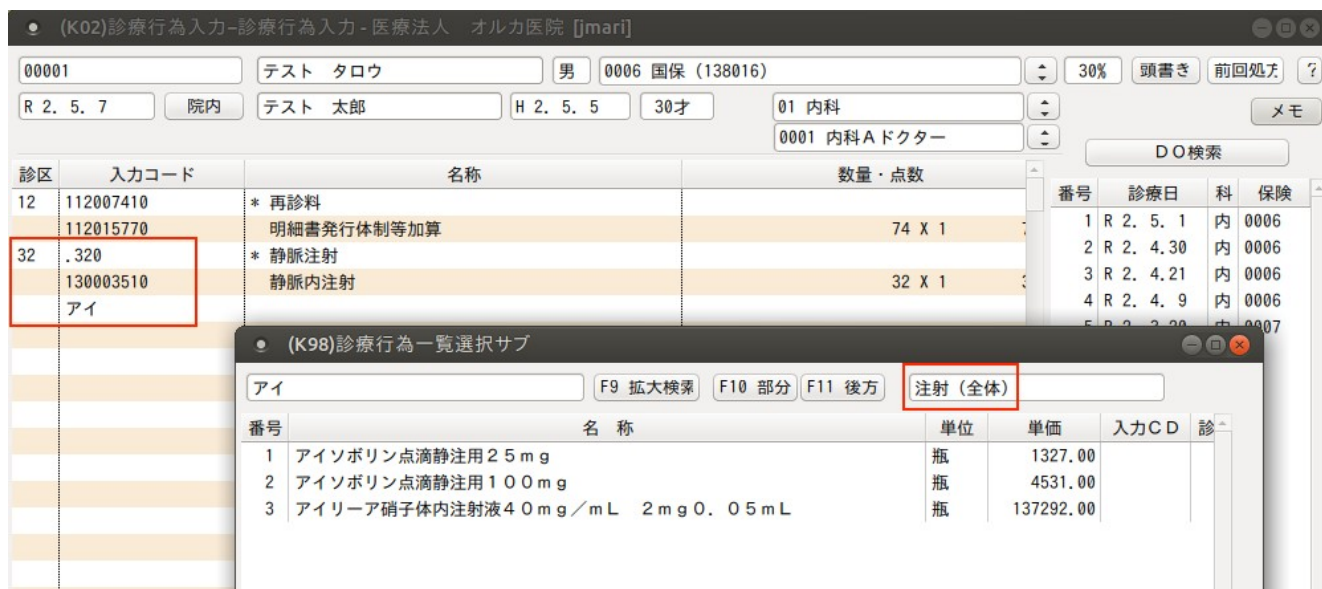 (K02)診療行為入力–診療行為入力 - 医療法人　オルカ医院 [jmari]
00001 テスト　タロウ 男 0006 国保 (138016) 30% 頭書き 前回処方 ?
R 2. 5. 7 院内 テスト　太郎 H 2. 5. 5 30才 01 内科 メモ
0001 内科Ａドクター
ＤＯ検索
診区 入力コード 名称 数量・点数
番号 診療日 科 保険
12 112007410 * 再診料
112015770 明細書発行体制等加算 74 X 1
32 .320 * 静脈注射
130003510 静脈内注射 32 X 1
アイ
1 R 2. 5. 1 内 0006
2 R 2. 4.30 内 0006
3 R 2. 4.21 内 0006
4 R 2. 4. 9 内 0006
(K98)診療行為一覧選択サブ
アイ F9 拡大検索 F10 部分 F11 後方 注射（全体）
番号 名　称 単位 単価 入力ＣＤ 診
1 アイソボリン点滴静注用２５ｍｇ 瓶 1327.00
2 アイソボリン点滴静注用１００ｍｇ 瓶 4531.00
3 アイリーア硝子体内注射液４０ｍｇ／ｍＬ　２ｍｇ０．０５ｍＬ 瓶 137292.00